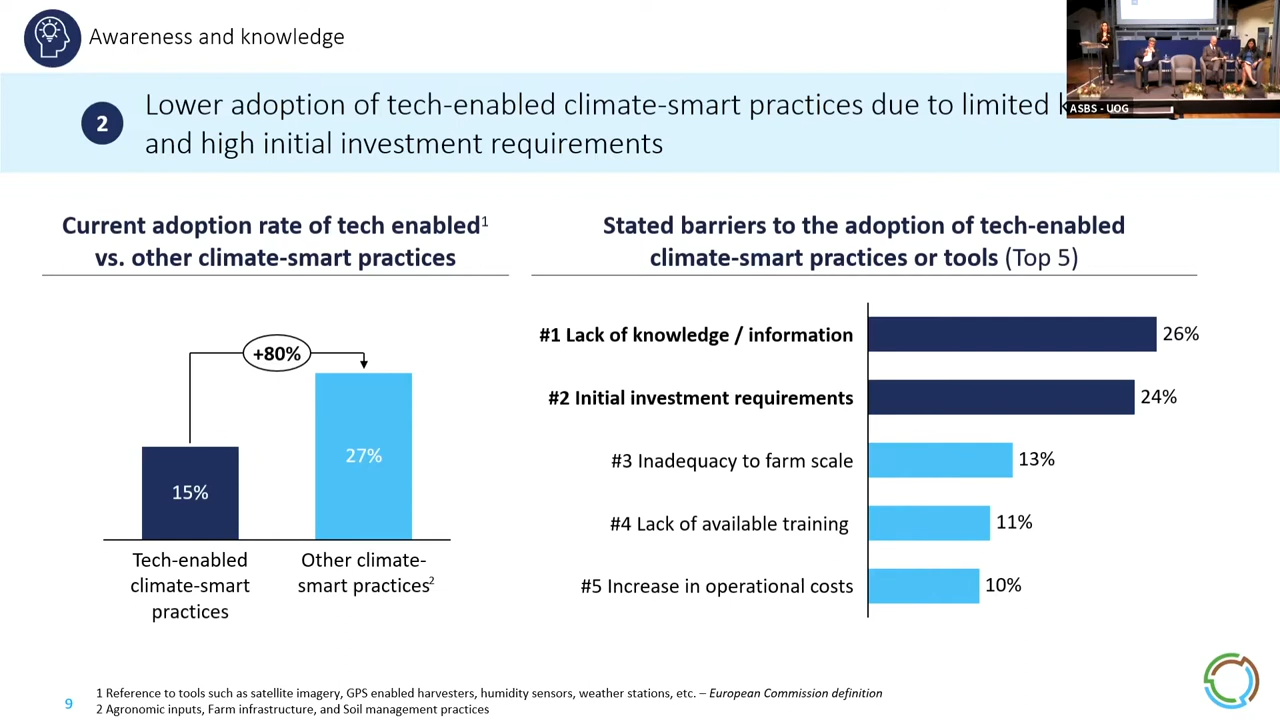 Awareness and knowledge
2
Lower adoption of tech-enabled climate-smart practices due to limited
and high initial investment requirements
ASBS - UOG
Current adoption rate of tech enabled1
vs. other climate-smart practices
+80%
15%
27%
Tech-enabled
climate-smart
practices
Other climate-
smart practices2
Stated barriers to the adoption of tech-enabled
climate-smart practices or tools (Top 5)
#1 Lack of knowledge / information 26%
#2 Initial investment requirements 24%
#3 Inadequacy to farm scale 13%
#4 Lack of available training 11%
#5 Increase in operational costs 10%
1 Reference to tools such as satellite imagery, GPS enabled harvesters, humidity sensors, weather stations, etc. – European Commission definition
2 Agronomic inputs, Farm infrastructure, and Soil management practices
9